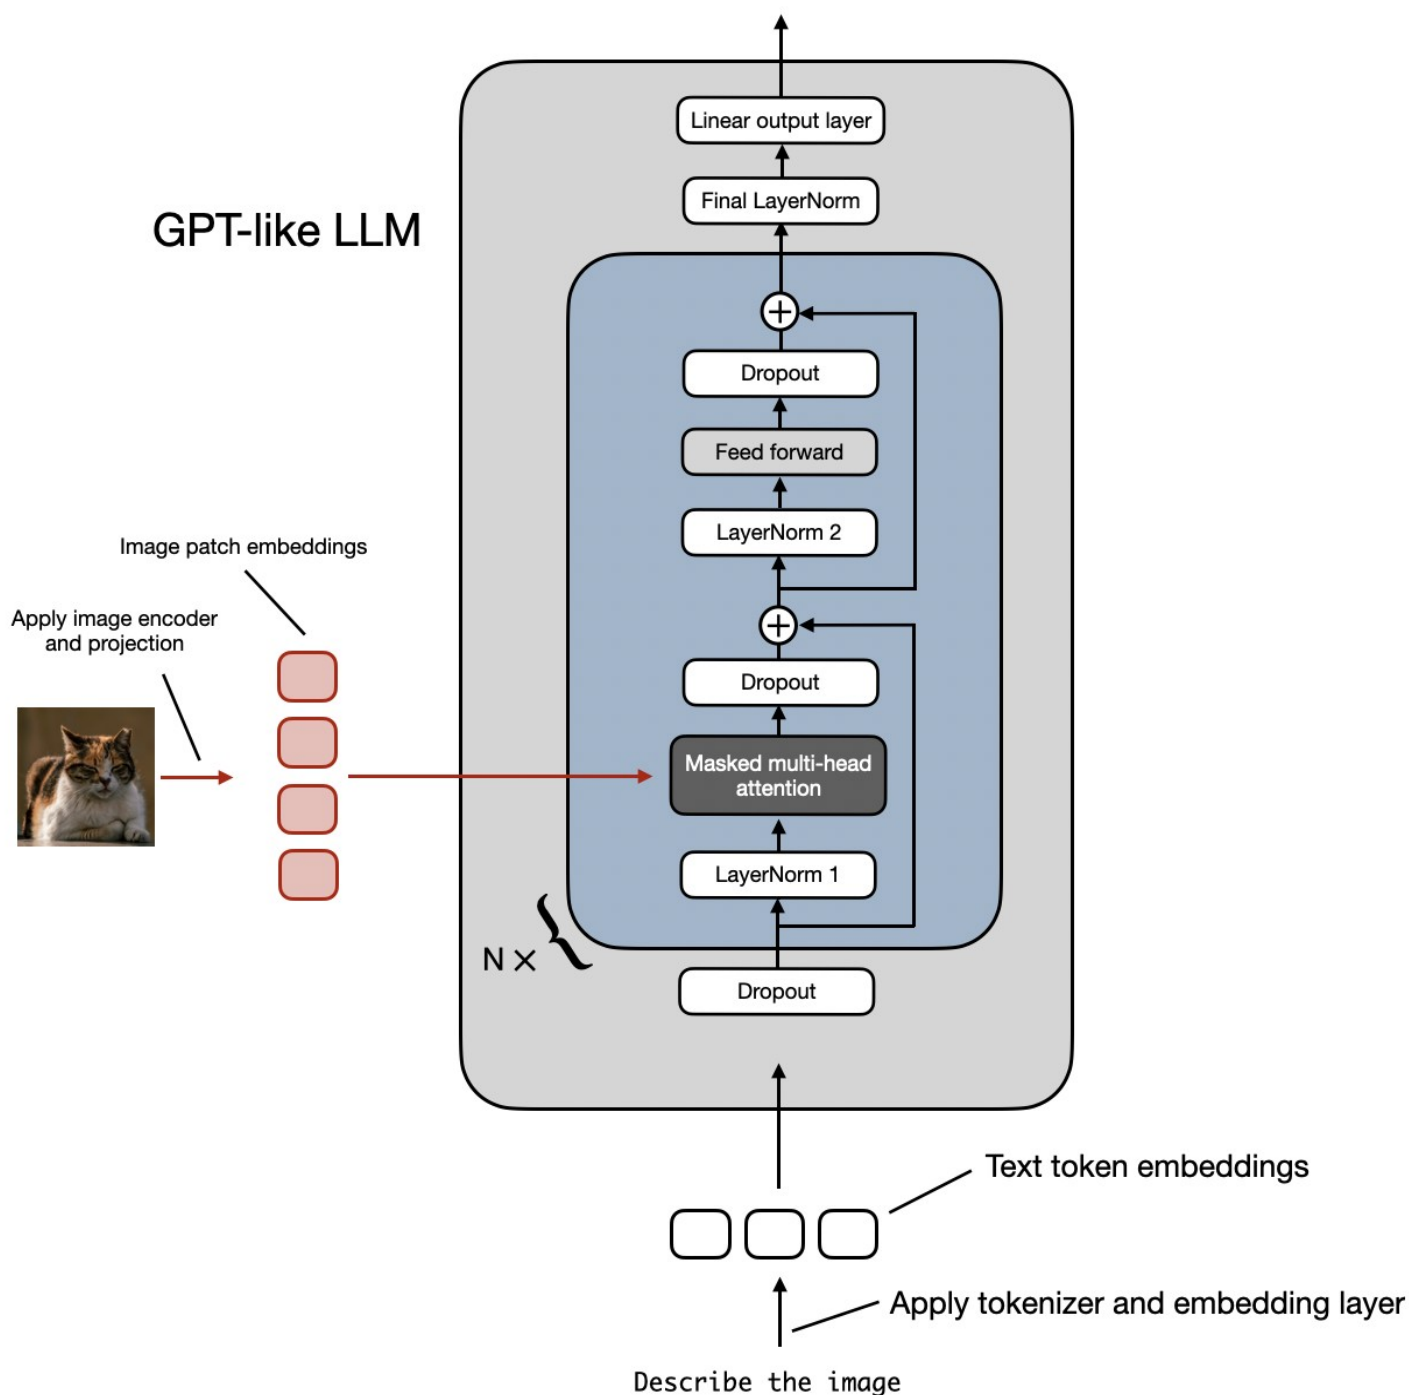 Linear output layer
Final LayerNorm
GPT-like LLM
Dropout
Feed forward
LayerNorm 2
Image patch embeddings
Apply image encoder
and projection
Dropout
Masked multi-head
attention
LayerNorm 1
N ×
Dropout
Text token embeddings
Apply tokenizer and embedding layer
Describe the image